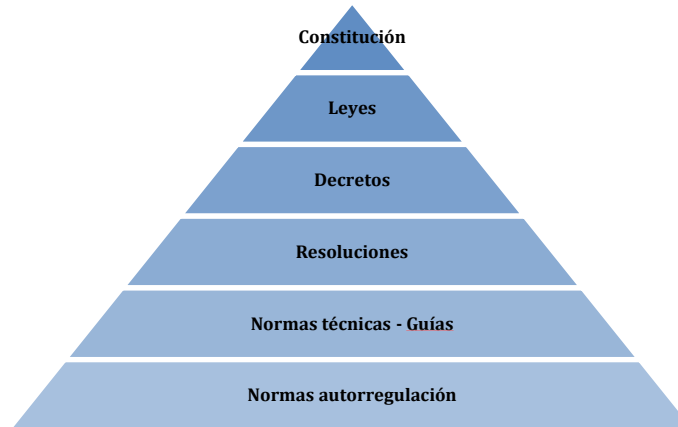 Constitución
Leyes
Decretos
Resoluciones
Normas técnicas - Guías
Normas autorregulación